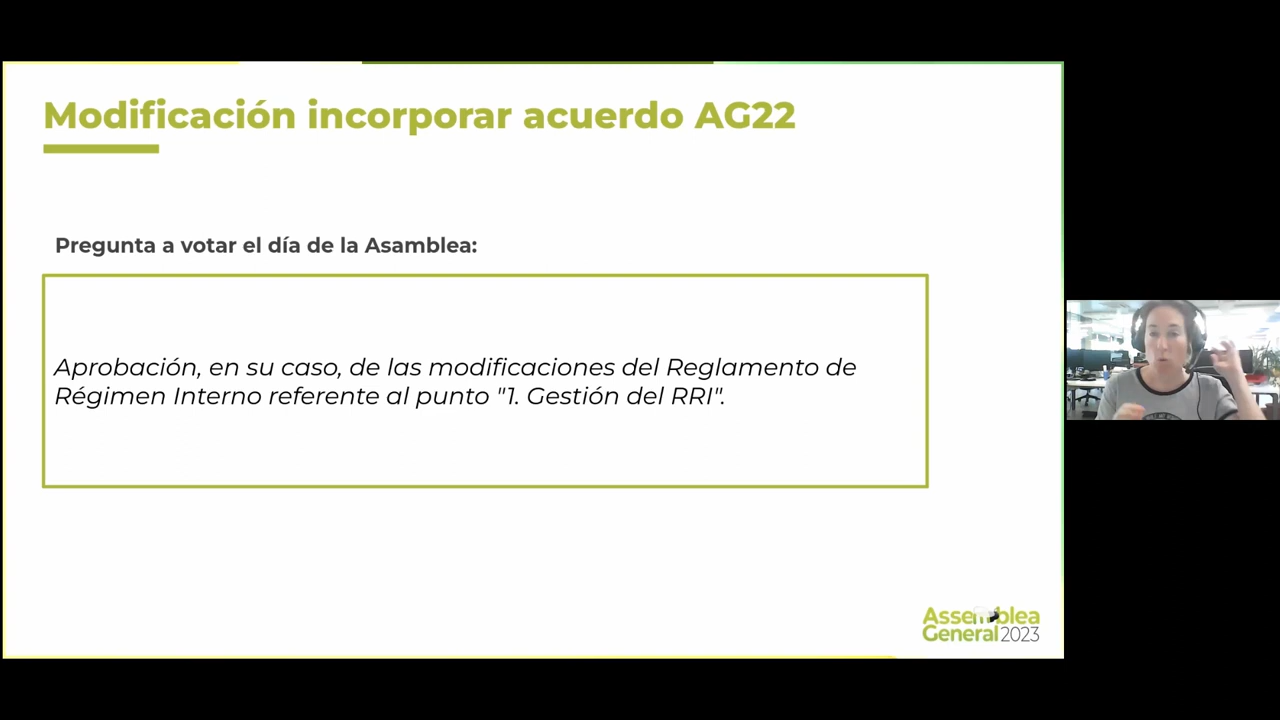 Modificación incorporar acuerdo AG22
Pregunta a votar el día de la Asamblea:
Aprobación, en su caso, de las modificaciones del Reglamento de
Régimen Interno referente al punto "1. Gestión del RRI".
Assemblea
General 2023